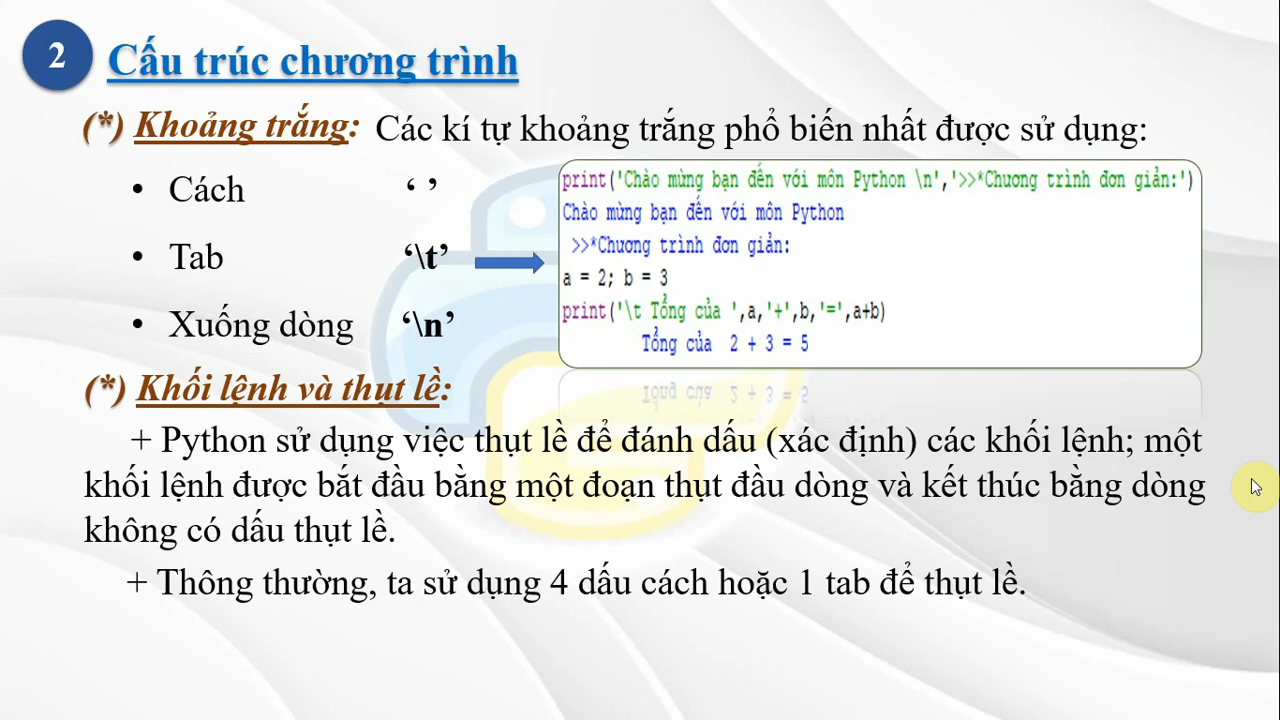 2
Cấu trúc chương trình
(*) Khoảng trắng: Các kí tự khoảng trắng phổ biến nhất được sử dụng:
• Cách ‘ ’
• Tab ‘\t’
• Xuống dòng ‘\n’
print('Chào mừng bạn đến với môn Python \n','>>*Chương trình đơn giản:')
Chào mừng bạn đến với môn Python
>>*Chương trình đơn giản:
a = 2; b = 3
print('\t Tổng của ',a,'+',b,'=',a+b)
Tổng của 2 + 3 = 5
(*) Khối lệnh và thụt lề:
+ Python sử dụng việc thụt lề để đánh dấu (xác định) các khối lệnh; một
khối lệnh được bắt đầu bằng một đoạn thụt đầu dòng và kết thúc bằng dòng
không có dấu thụt lề.
+ Thông thường, ta sử dụng 4 dấu cách hoặc 1 tab để thụt lề.